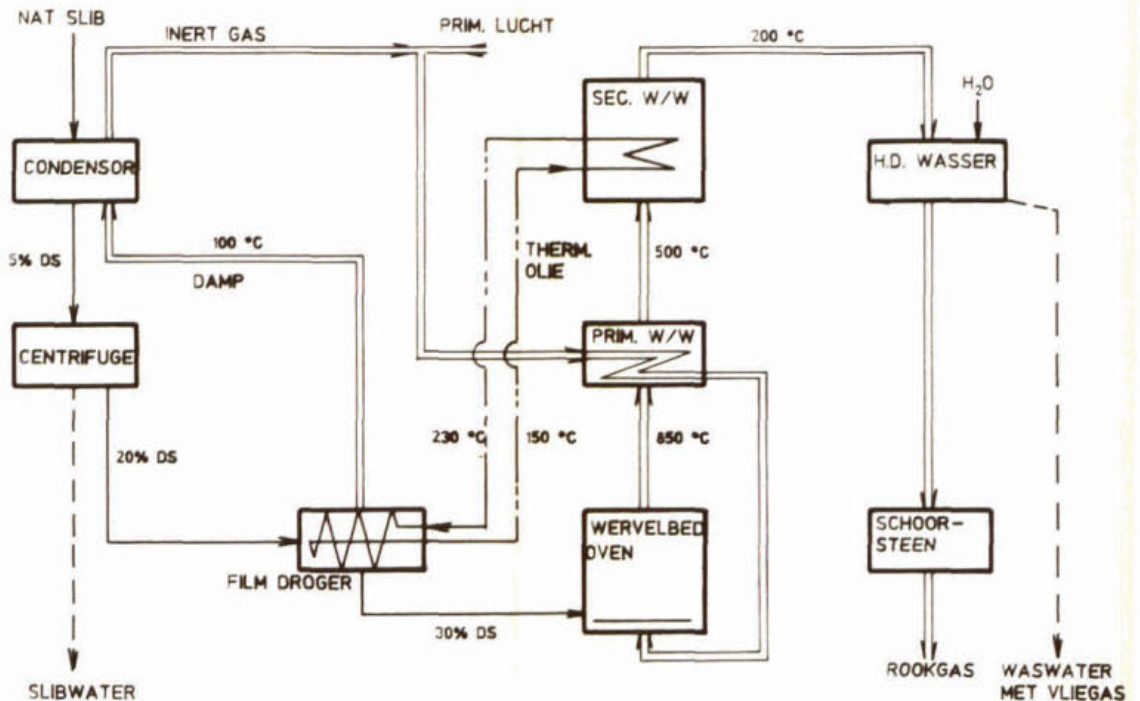 NAT SLIB
INERT GAS
PRIM. LUCHT
200 °C
SEC. W/W
H₂O
CONDENSOR
H.D. WASSER
100 °C
DAMP
5% DS
THERM.
OLIE
500 °C
CENTRIFUGE
PRIM. W/W
20% DS
230 °C
150 °C
850 °C
WERVELBED
OVEN
SCHOOR-
STEEN
FILM DROGER
30% DS
SLIBWATER
ROOKGAS
WASWATER
MET VLIEGAS